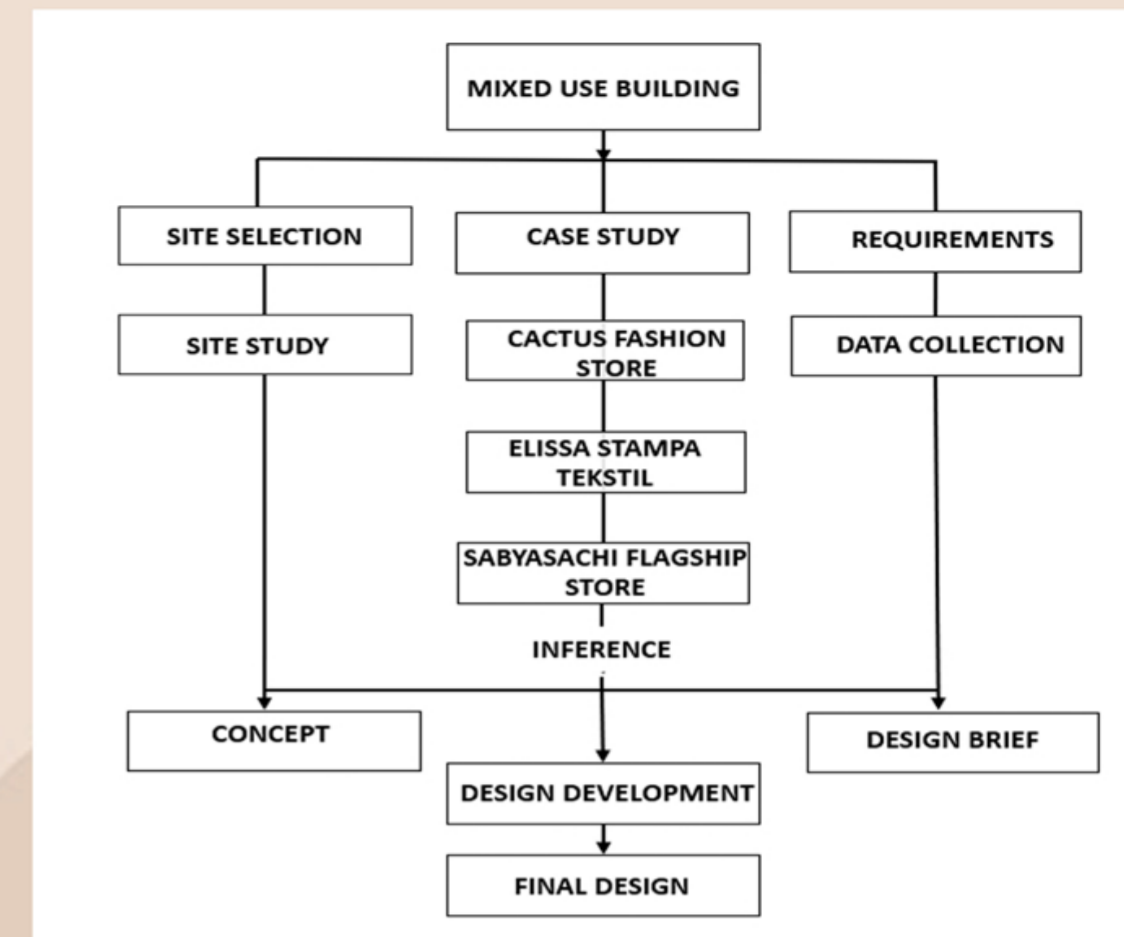 MIXED USE BUILDING
SITE SELECTION
CASE STUDY
REQUIREMENTS
SITE STUDY
CACTUS FASHION
STORE
DATA COLLECTION
ELISSA STAMPA
TEKSTIL
SABYASACHI FLAGSHIP
STORE
INFERENCE
CONCEPT
DESIGN BRIEF
DESIGN DEVELOPMENT
FINAL DESIGN